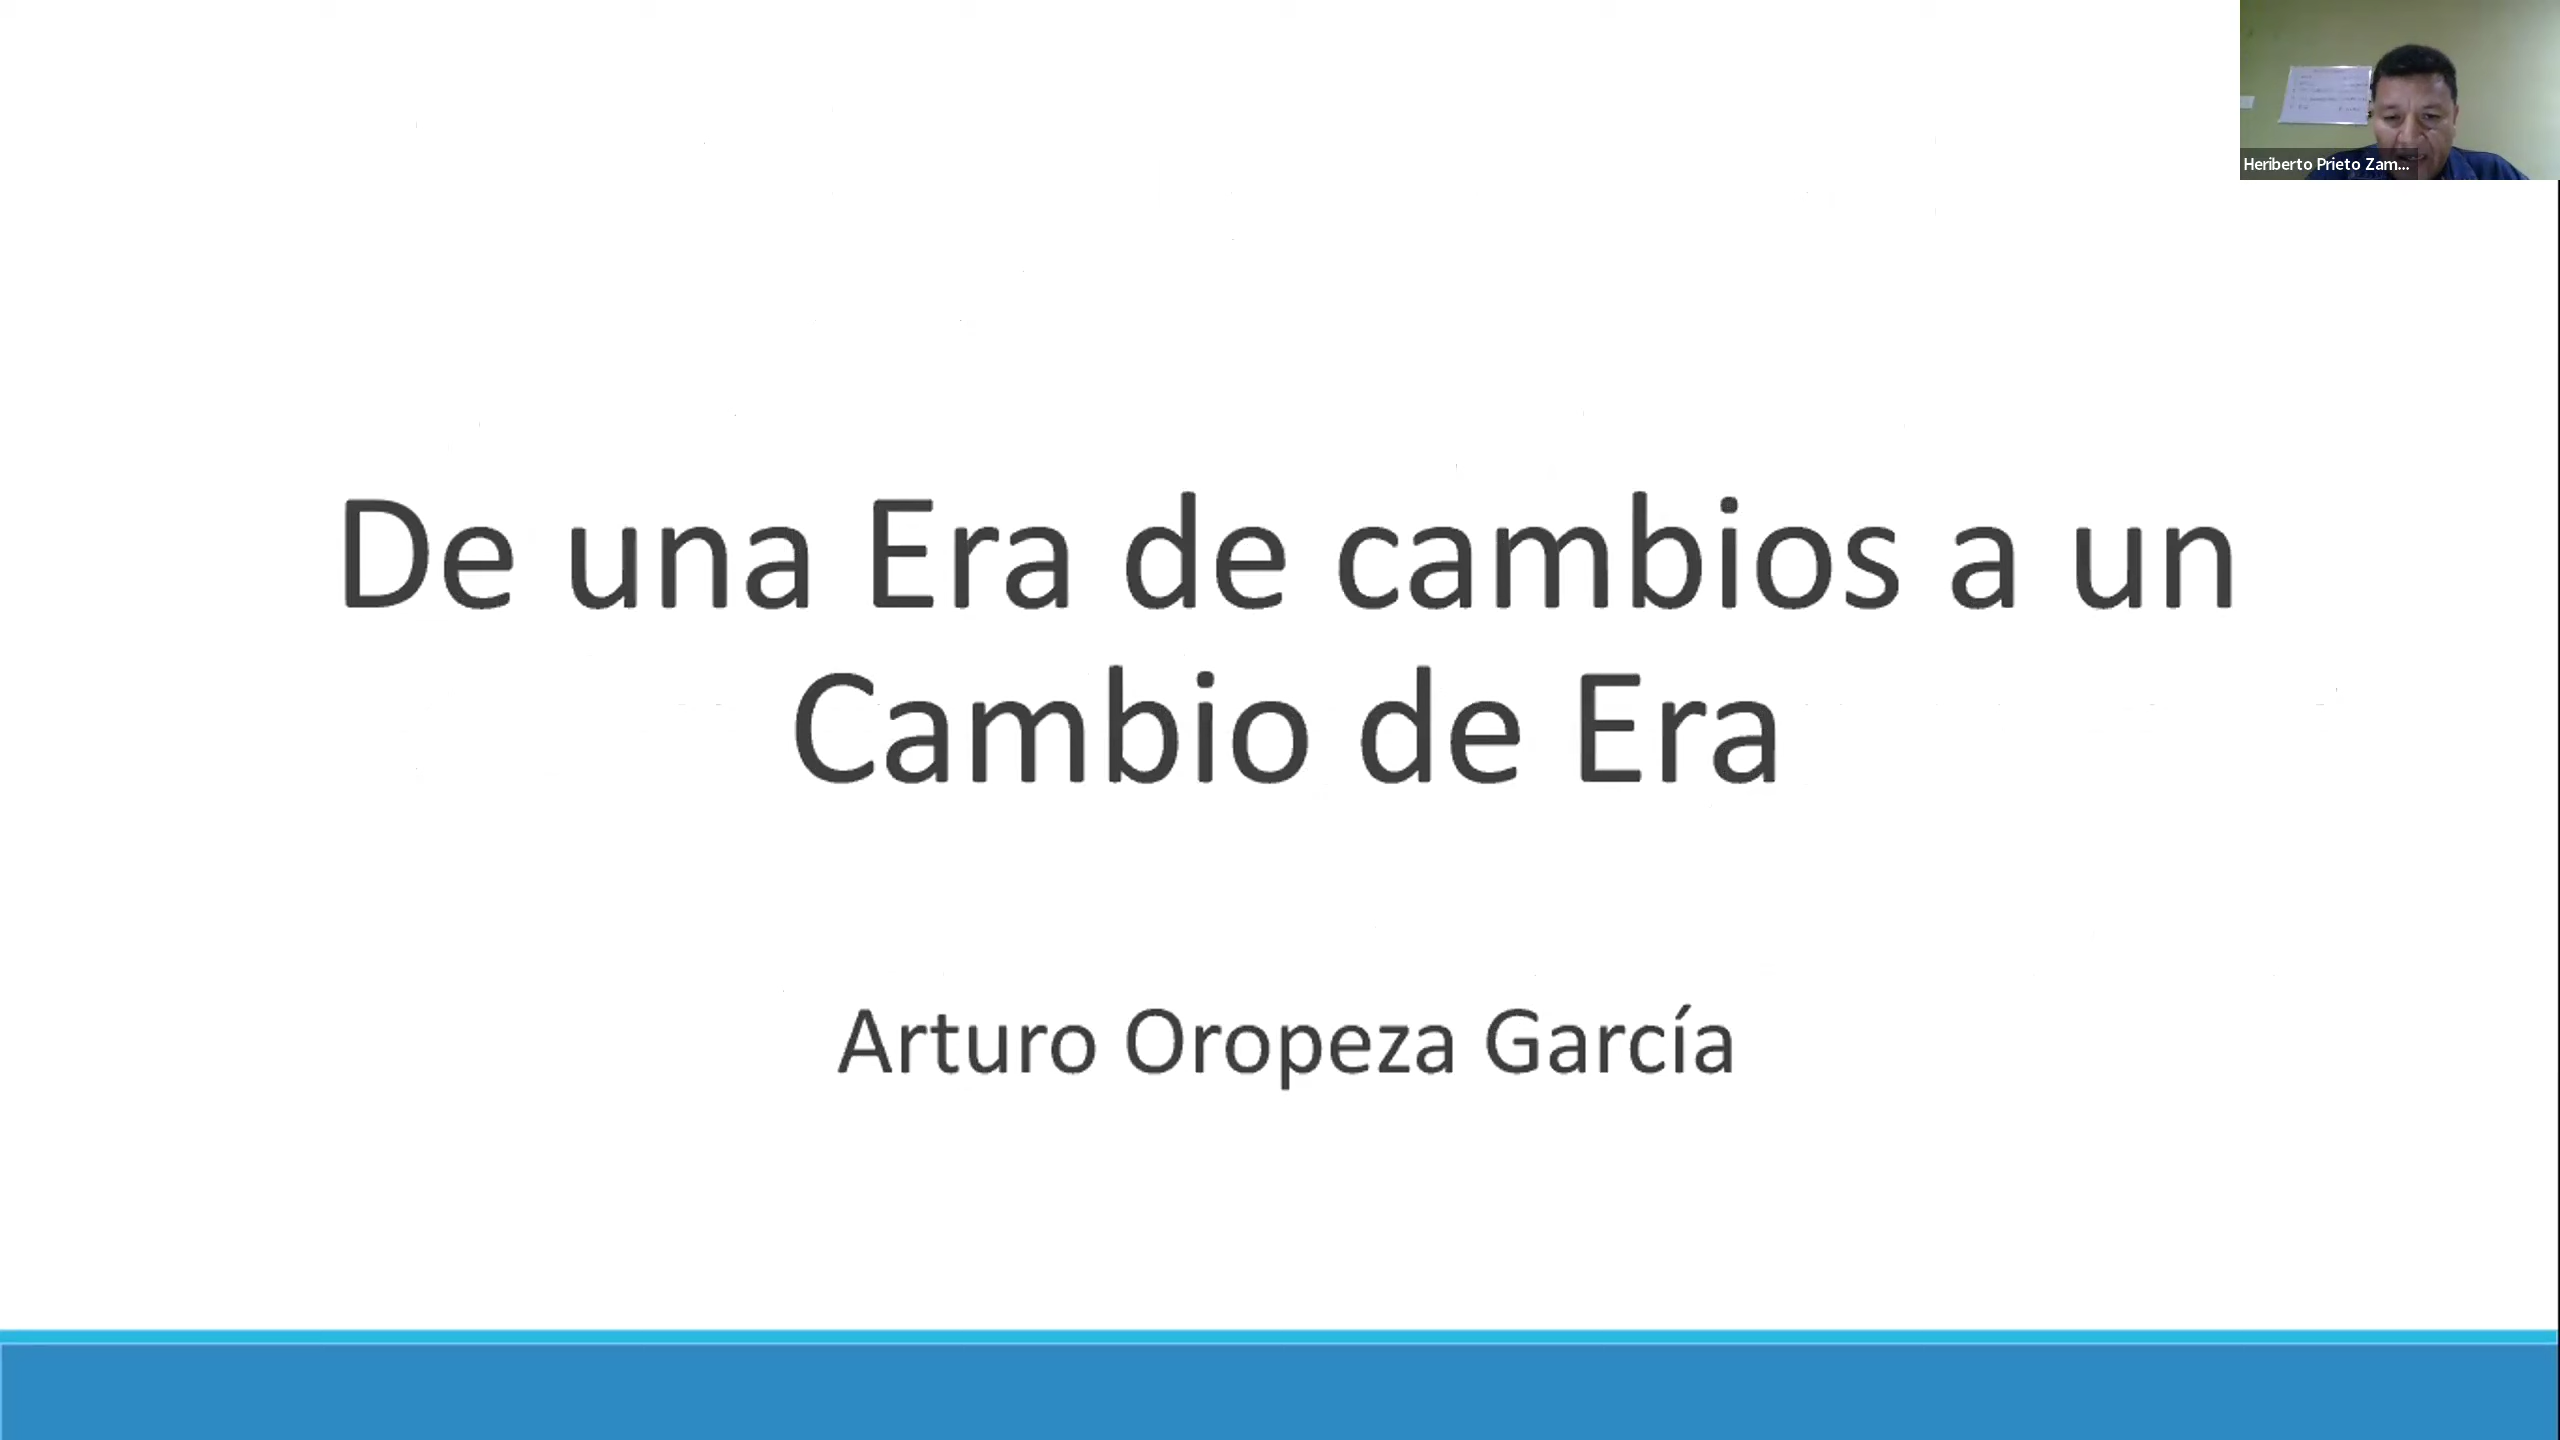 Heriberto Prieto Zam...
De una Era de cambios a un
Cambio de Era
Arturo Oropeza García